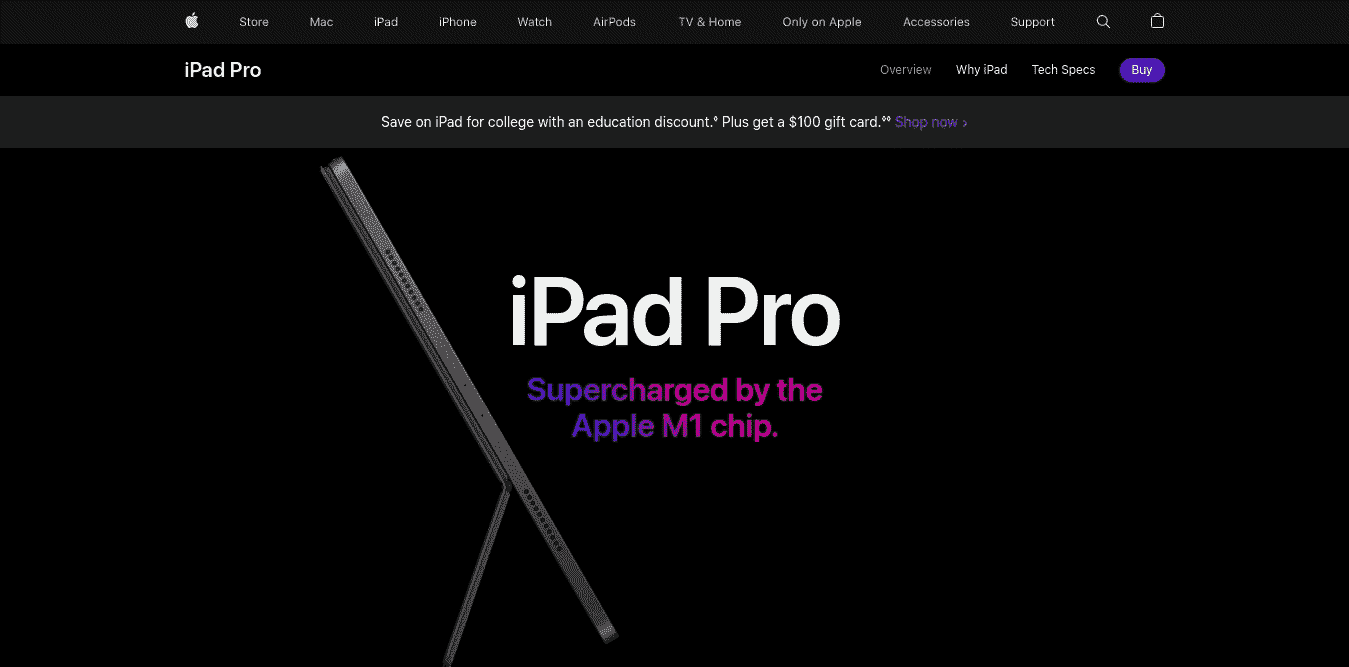 Store Mac iPad iPhone Watch AirPods TV & Home Only on Apple Accessories Support
iPad Pro Overview Why iPad Tech Specs Buy
Save on iPad for college with an education discount.◊ Plus get a $100 gift card.◊◊ Shop now ›
iPad Pro
Supercharged by the
Apple M1 chip.